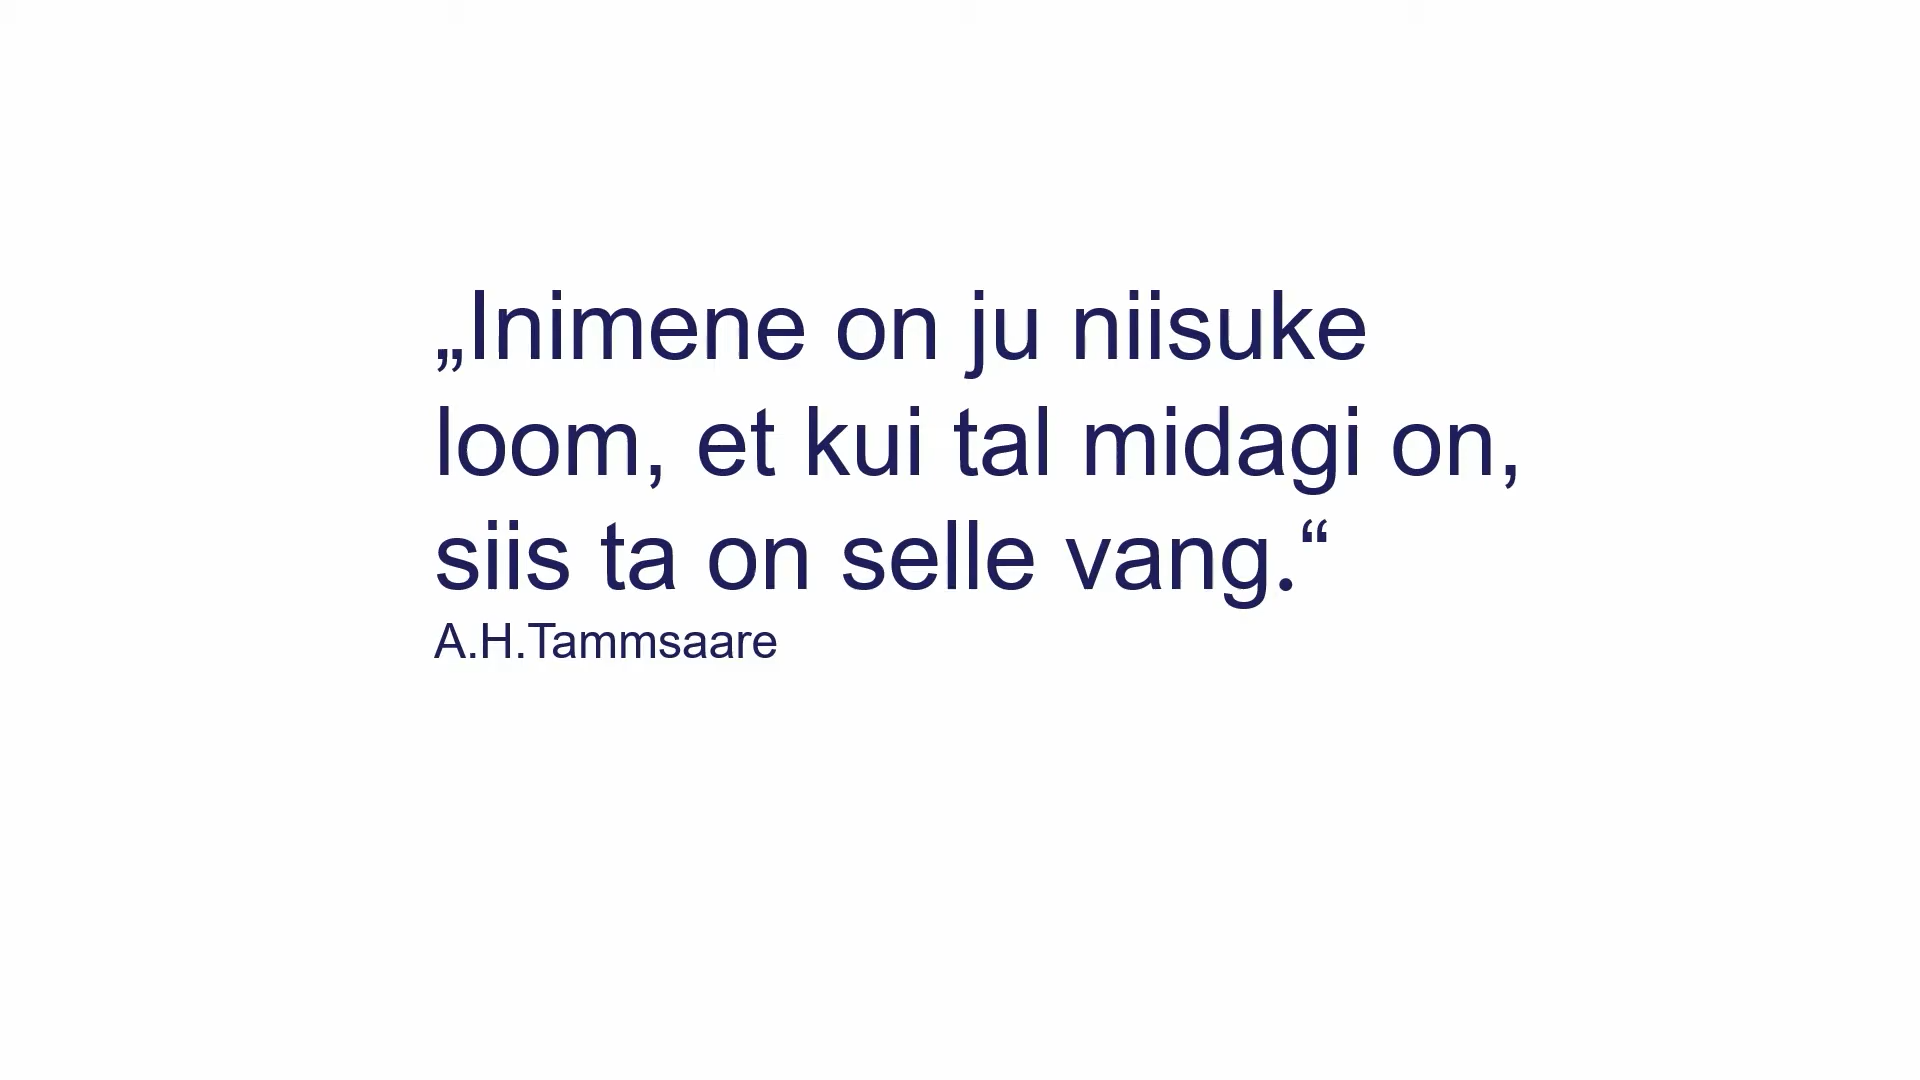 „Inimene on ju niisuke
loom, et kui tal midagi on,
siis ta on selle vang.“
A.H.Tammsaare